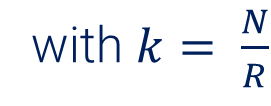 with k = N/R